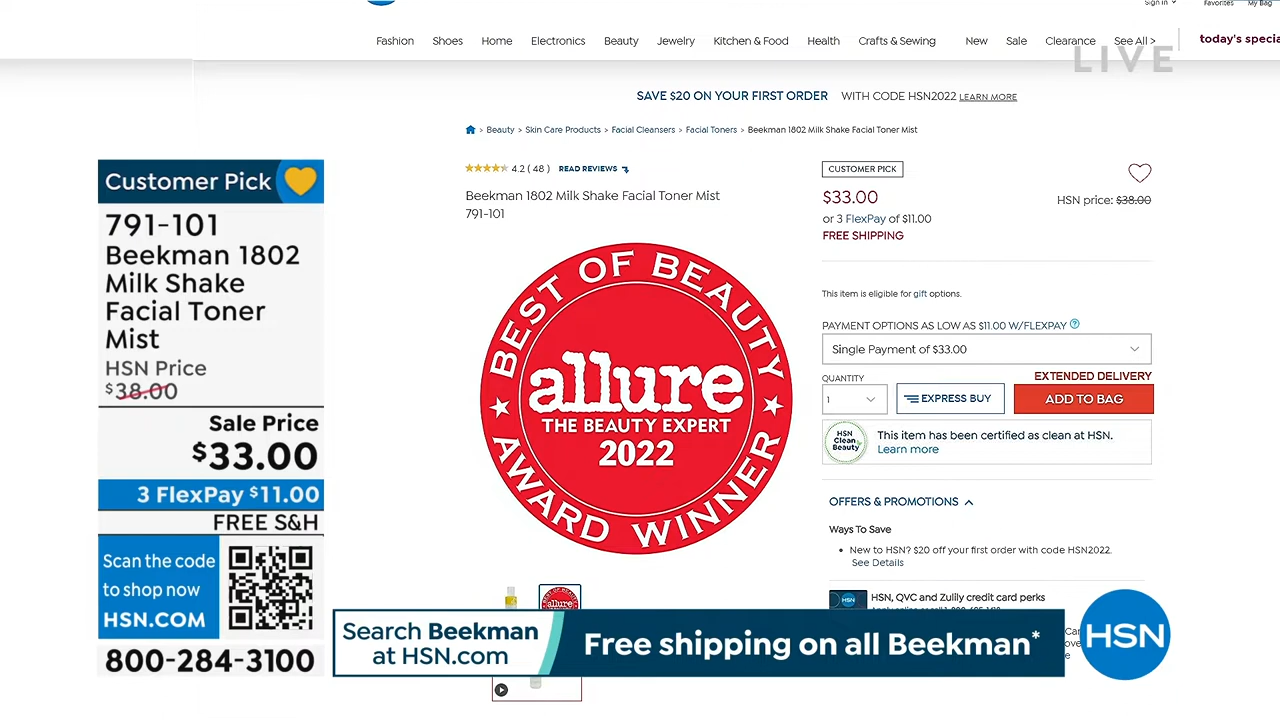 Sign In
Favorites
My Bag
Fashion Shoes Home Electronics Beauty Jewelry Kitchen & Food Health Crafts & Sewing New Sale Clearance See All >
today's specia
LIVE
SAVE $20 ON YOUR FIRST ORDER WITH CODE HSN2022 LEARN MORE
> Beauty > Skin Care Products > Facial Cleansers > Facial Toners > Beekman 1802 Milk Shake Facial Toner Mist
Customer Pick
791-101
Beekman 1802
Milk Shake
Facial Toner
Mist
HSN Price
$38.00
Sale Price
$33.00
3 FlexPay $11.00
FREE S&H
Scan the code
to shop now
HSN.COM
800-284-3100
4.2 ( 48 ) READ REVIEWS
Beekman 1802 Milk Shake Facial Toner Mist
791-101
BEST OF BEAUTY
allure
THE BEAUTY EXPERT
2022
AWARD WINNER
allure
CUSTOMER PICK
$33.00
HSN price: $38.00
or 3 FlexPay of $11.00
FREE SHIPPING
This item is eligible for gift options.
PAYMENT OPTIONS AS LOW AS $11.00 W/FLEXPAY ?
Single Payment of $33.00
EXTENDED DELIVERY
QUANTITY
1
EXPRESS BUY
ADD TO BAG
HSN
Clean
Beauty
This item has been certified as clean at HSN.
Learn more
OFFERS & PROMOTIONS
Ways To Save
• New to HSN? $20 off your first order with code HSN2022.
See Details
HSN
HSN, QVC and Zulily credit card perks
Search Beekman
at HSN.com
Free shipping on all Beekman*
HSN